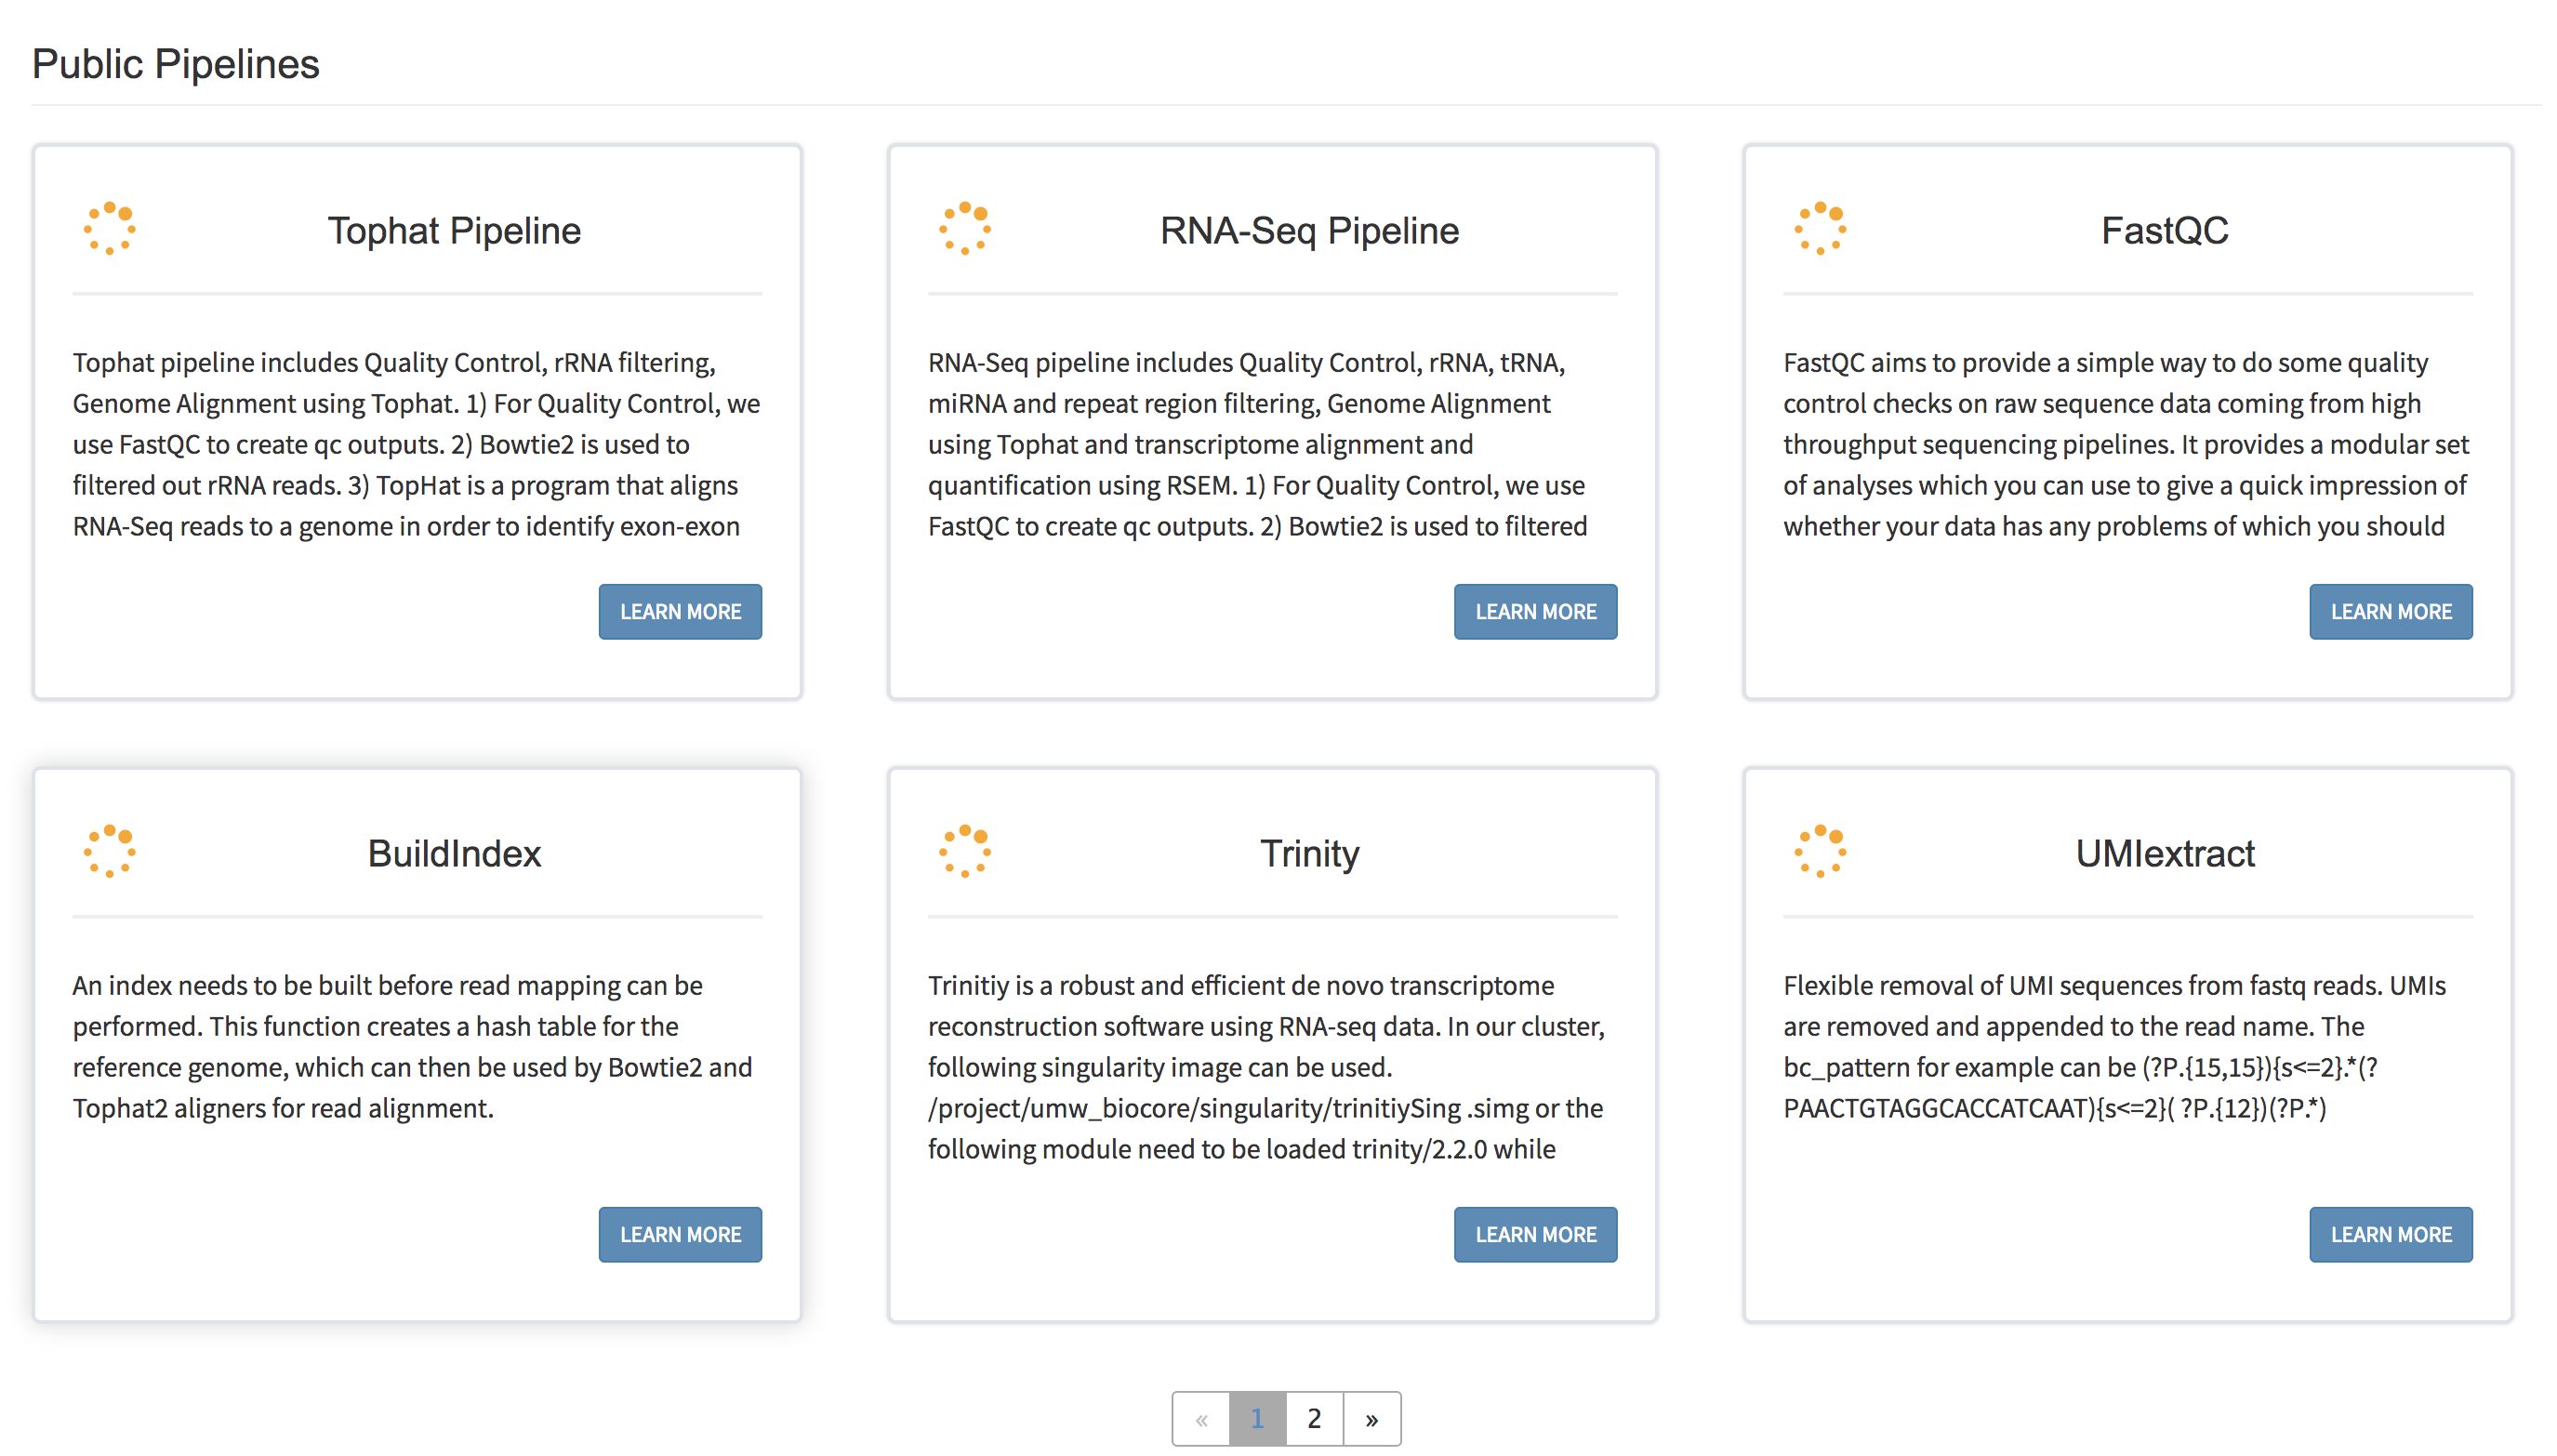 Public Pipelines
Tophat Pipeline
Tophat pipeline includes Quality Control, rRNA filtering,
Genome Alignment using Tophat. 1) For Quality Control, we
use FastQC to create qc outputs. 2) Bowtie2 is used to
filtered out rRNA reads. 3) TopHat is a program that aligns
RNA-Seq reads to a genome in order to identify exon-exon
LEARN MORE
RNA-Seq Pipeline
RNA-Seq pipeline includes Quality Control, rRNA, tRNA,
miRNA and repeat region filtering, Genome Alignment
using Tophat and transcriptome alignment and
quantification using RSEM. 1) For Quality Control, we use
FastQC to create qc outputs. 2) Bowtie2 is used to filtered
LEARN MORE
FastQC
FastQC aims to provide a simple way to do some quality
control checks on raw sequence data coming from high
throughput sequencing pipelines. It provides a modular set
of analyses which you can use to give a quick impression of
whether your data has any problems of which you should
LEARN MORE
BuildIndex
An index needs to be built before read mapping can be
performed. This function creates a hash table for the
reference genome, which can then be used by Bowtie2 and
Tophat2 aligners for read alignment.
LEARN MORE
Trinity
Trinitiy is a robust and efficient de novo transcriptome
reconstruction software using RNA-seq data. In our cluster,
following singularity image can be used.
/project/umw_biocore/singularity/trinitiySing .simg or the
following module need to be loaded trinity/2.2.0 while
LEARN MORE
UMIextract
Flexible removal of UMI sequences from fastq reads. UMIs
are removed and appended to the read name. The
bc_pattern for example can be (?P.{15,15}){s<=2}.*(?
PAACTGTAGGCACCATCAAT){s<=2}( ?P.{12})(?P.*)
LEARN MORE
« 1 2 »